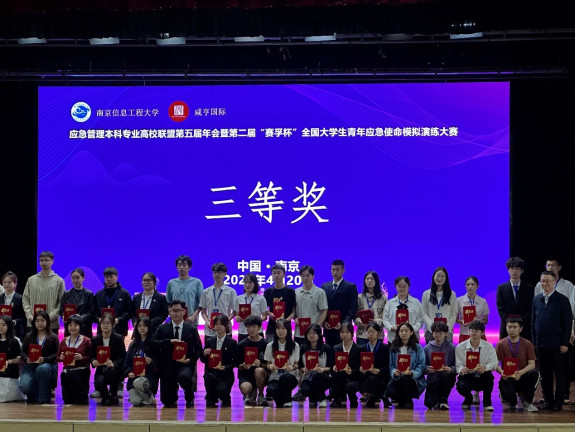 南京信息工程大学 咸亨国际
应急管理本科专业高校联盟第五届年会暨第二届“赛孚杯”全国大学生青年应急使命模拟演练大赛
三等奖
中国·南京